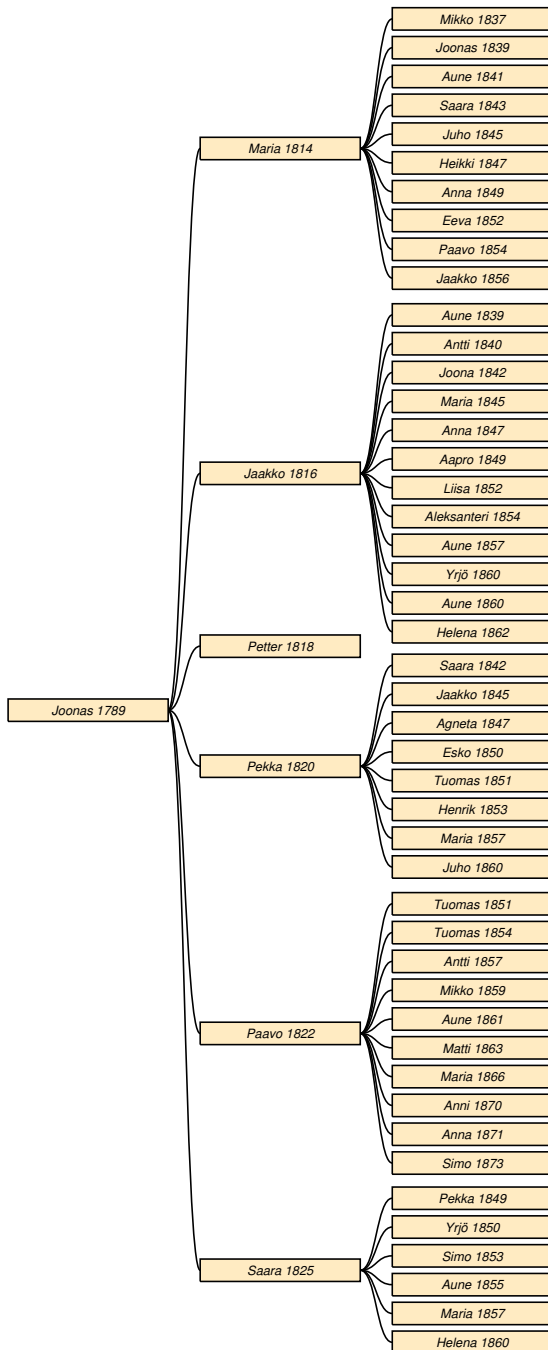 Mikko 1837
Joonas 1839
Aune 1841
Saara 1843
Juho 1845
Maria 1814
Heikki 1847
Anna 1849
Eeva 1852
Paavo 1854
Jaakko 1856
Aune 1839
Antti 1840
Joona 1842
Maria 1845
Anna 1847
Aapro 1849
Jaakko 1816
Liisa 1852
Aleksanteri 1854
Aune 1857
Yrjö 1860
Aune 1860
Helena 1862
Petter 1818
Saara 1842
Jaakko 1845
Joonas 1789
Agneta 1847
Esko 1850
Pekka 1820
Tuomas 1851
Henrik 1853
Maria 1857
Juho 1860
Tuomas 1851
Tuomas 1854
Antti 1857
Mikko 1859
Aune 1861
Paavo 1822
Matti 1863
Maria 1866
Anni 1870
Anna 1871
Simo 1873
Pekka 1849
Yrjö 1850
Simo 1853
Saara 1825
Aune 1855
Maria 1857
Helena 1860